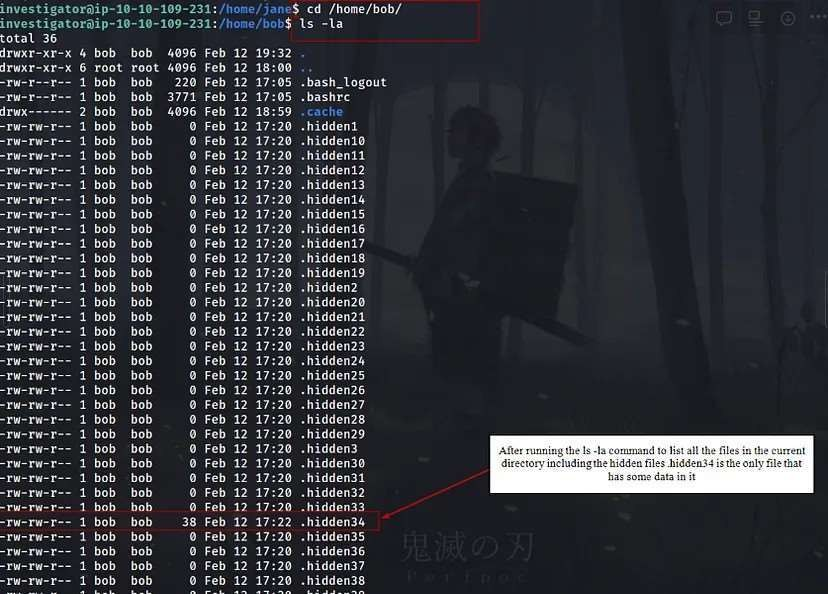 investigator@ip-10-10-109-231:/home/jane$ cd /home/bob/
investigator@ip-10-10-109-231:/home/bob$ ls -la
total 36
drwxr-xr-x 4 bob  bob  4096 Feb 12 19:32 .
drwxr-xr-x 6 root root 4096 Feb 12 18:00 ..
-rw-r--r-- 1 bob  bob   220 Feb 12 17:05 .bash_logout
-rw-r--r-- 1 bob  bob  3771 Feb 12 17:05 .bashrc
drwx------ 2 bob  bob  4096 Feb 12 18:59 .cache
-rw-rw-r-- 1 bob  bob     0 Feb 12 17:20 .hidden1
-rw-rw-r-- 1 bob  bob     0 Feb 12 17:20 .hidden10
-rw-rw-r-- 1 bob  bob     0 Feb 12 17:20 .hidden11
-rw-rw-r-- 1 bob  bob     0 Feb 12 17:20 .hidden12
-rw-rw-r-- 1 bob  bob     0 Feb 12 17:20 .hidden13
-rw-rw-r-- 1 bob  bob     0 Feb 12 17:20 .hidden14
-rw-rw-r-- 1 bob  bob     0 Feb 12 17:20 .hidden15
-rw-rw-r-- 1 bob  bob     0 Feb 12 17:20 .hidden16
-rw-rw-r-- 1 bob  bob     0 Feb 12 17:20 .hidden17
-rw-rw-r-- 1 bob  bob     0 Feb 12 17:20 .hidden18
-rw-rw-r-- 1 bob  bob     0 Feb 12 17:20 .hidden19
-rw-rw-r-- 1 bob  bob     0 Feb 12 17:20 .hidden2
-rw-rw-r-- 1 bob  bob     0 Feb 12 17:20 .hidden20
-rw-rw-r-- 1 bob  bob     0 Feb 12 17:20 .hidden21
-rw-rw-r-- 1 bob  bob     0 Feb 12 17:20 .hidden22
-rw-rw-r-- 1 bob  bob     0 Feb 12 17:20 .hidden23
-rw-rw-r-- 1 bob  bob     0 Feb 12 17:20 .hidden24
-rw-rw-r-- 1 bob  bob     0 Feb 12 17:20 .hidden25
-rw-rw-r-- 1 bob  bob     0 Feb 12 17:20 .hidden26
-rw-rw-r-- 1 bob  bob     0 Feb 12 17:20 .hidden27
-rw-rw-r-- 1 bob  bob     0 Feb 12 17:20 .hidden28
-rw-rw-r-- 1 bob  bob     0 Feb 12 17:20 .hidden29
-rw-rw-r-- 1 bob  bob     0 Feb 12 17:20 .hidden3
-rw-rw-r-- 1 bob  bob     0 Feb 12 17:20 .hidden30
-rw-rw-r-- 1 bob  bob     0 Feb 12 17:20 .hidden31
-rw-rw-r-- 1 bob  bob     0 Feb 12 17:20 .hidden32
-rw-rw-r-- 1 bob  bob     0 Feb 12 17:20 .hidden33
-rw-rw-r-- 1 bob  bob    38 Feb 12 17:22 .hidden34
-rw-rw-r-- 1 bob  bob     0 Feb 12 17:20 .hidden35
-rw-rw-r-- 1 bob  bob     0 Feb 12 17:20 .hidden36
-rw-rw-r-- 1 bob  bob     0 Feb 12 17:20 .hidden37
-rw-rw-r-- 1 bob  bob     0 Feb 12 17:20 .hidden38
After running the ls -la command to list all the files in the current
directory including the hidden files .hidden34 is the only file that
has some data in it
鬼滅の刃